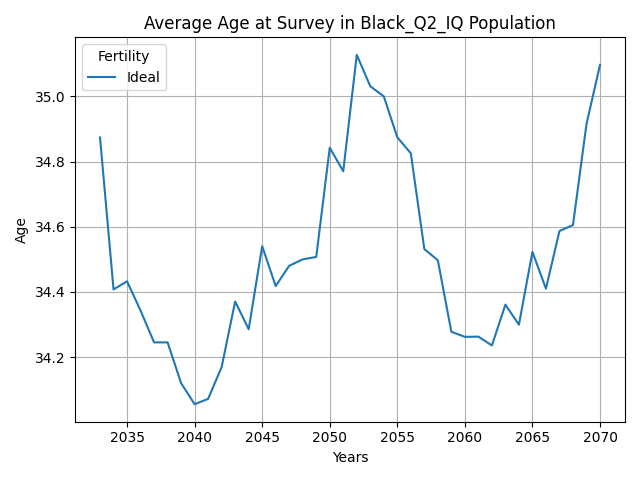 Average Age at Survey in Black_Q2_IQ Population
Fertility
Ideal
35.0
34.8
34.6
34.4
34.2
Age
2035 2040 2045 2050 2055 2060 2065 2070
Years